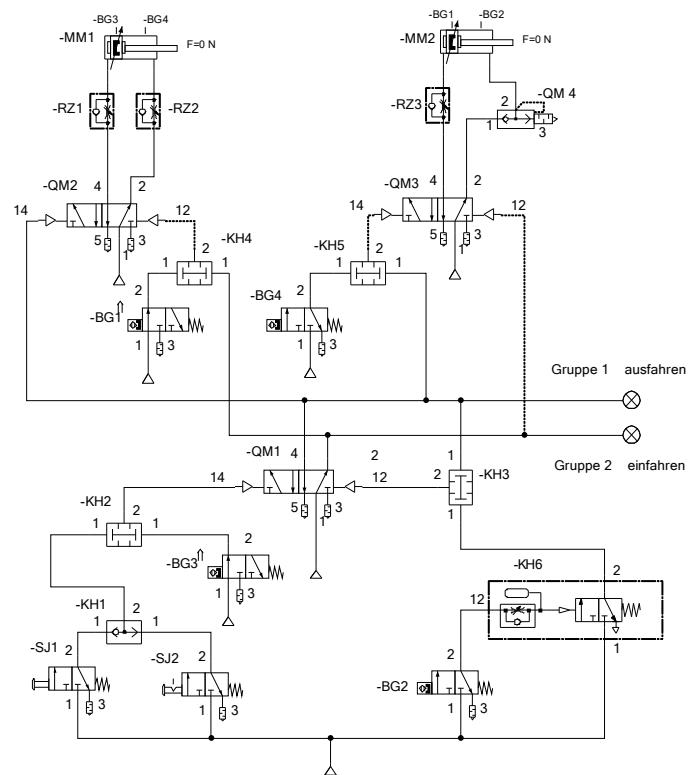 -BG3 -BG4
-MM1
F=0 N
-BG1 -BG2
-MM2
F=0 N
-RZ1 -RZ2
-RZ3
-QM 4
2
1
3
-QM2 4 2
14 12
5 1 3
-QM3 4 2
14 12
5 1 3
-KH4
2
1 1
-KH5
2
1 1
2
-BG1
1 3
2
-BG4
1 3
Gruppe 1 ausfahren
Gruppe 2 einfahren
-QM1 4 2
14 12
5 1 3
1
2 -KH3
1
-KH2
1 2 1
2
-BG3
1 3
-KH1
1 2 1
-SJ1 2
1 3
-SJ2 2
1 3
-KH6
2
12
1
2
-BG2
1 3